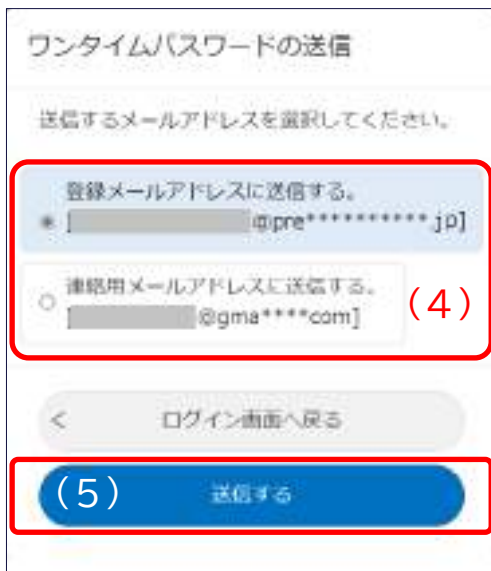 ワンタイムパスワードの送信
送信するメールアドレスを選択してください。
登録メールアドレスに送信する。
[ @pre**********.jp]
連絡用メールアドレスに送信する。
[ @gma****com]
(4)
< ログイン画面へ戻る
(5) 送信する